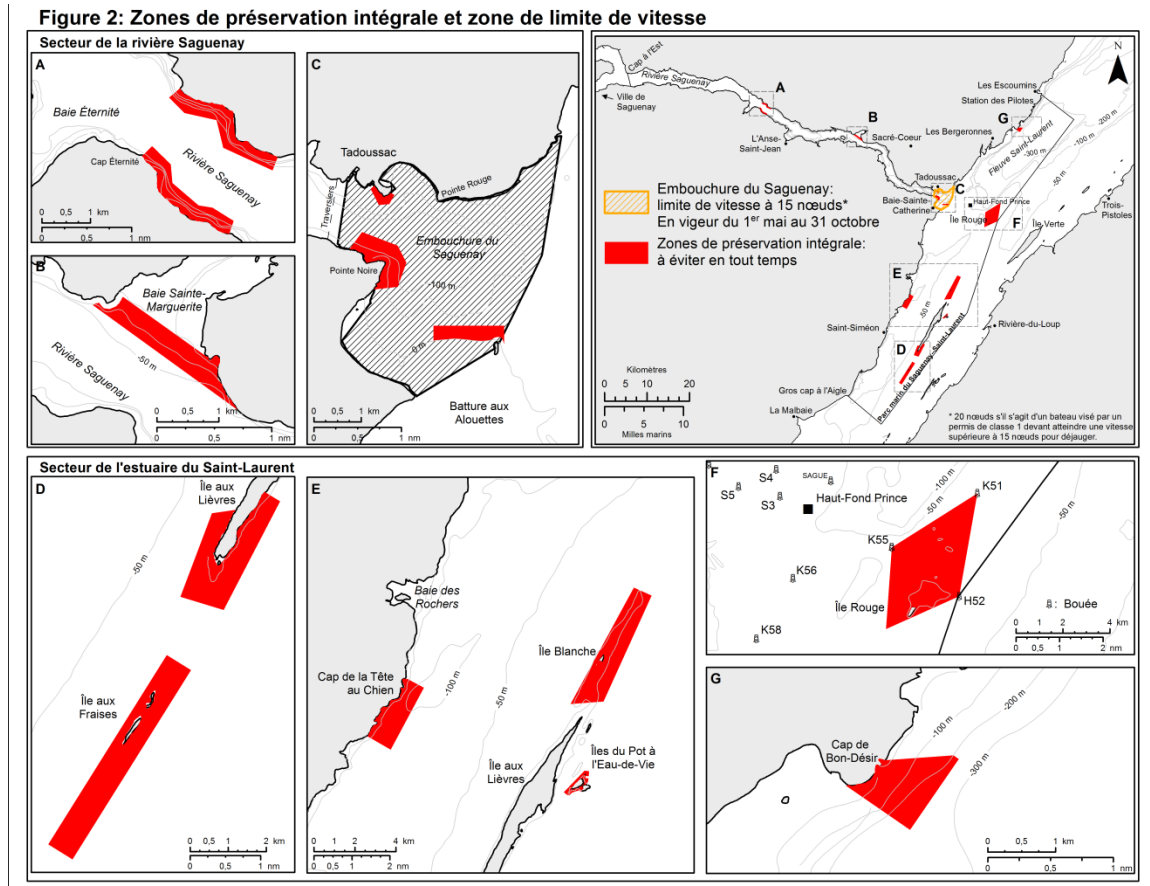 Figure 2: Zones de préservation intégrale et zone de limite de vitesse
Secteur de la rivière Saguenay
A
Baie Éternité
Cap Éternité
Rivière Saguenay
0 0,5 1 km
0 0,5 1 nm
B
Baie Sainte-
Marguerite
-50 m
Rivière Saguenay
0 0,5 1 km
0 0,5 1 nm
C
Tadoussac
Pointe Rouge
Traversiers
Embouchure du
Saguenay
Pointe Noire
-100 m
0 m
Batture aux
Alouettes
0 0,5 1 km
0 0,5 1 nm
N
Cap à l'Est
Rivière Saguenay
Ville de
Saguenay
A
L'Anse-
Saint-Jean
B
Sacré-Coeur
Les Bergeronnes
Les Escoumins
Station des Pilotes
G
Fleuve Saint-Laurent
-200 m
-100 m
-300 m
-50 m
Tadoussac
C
Baie-Sainte-
Catherine
Haut-Fond Prince
Île Rouge
F
Île Verte
Trois-
Pistoles
Embouchure du Saguenay:
limite de vitesse à 15 nœuds*
En vigeur du 1er mai au 31 octobre
Zones de préservation intégrale:
à éviter en tout temps
E
-50 m
Saint-Siméon
Rivière-du-Loup
D
Parc marin du Saguenay-Saint-Laurent
Gros cap à l'Aigle
La Malbaie
Kilomètres
0 5 10 20
0 5 10
Milles marins
* 20 nœuds s'il s'agit d'un bateau visé par un
permis de classe 1 devant atteindre une vitesse
supérieure à 15 nœuds pour déjauger.
Secteur de l'estuaire du Saint-Laurent
D
Île aux
Lièvres
-50 m
Île aux
Fraises
0 0,5 1 2 km
0 0,5 1 nm
E
Baie des
Rochers
Île Blanche
Cap de la Tête
au Chien
-100 m
-50 m
Île aux
Lièvres
Îles du Pot à
l'Eau-de-Vie
0 1 2 4 km
0 0,5 1 2 nm
F
S4
SAGUE
S5
S3
Haut-Fond Prince
-100 m
-50 m
K51
-50 m
K55
K56
Île Rouge
H52
: Bouée
K58
0 1 2 4 km
0 0,5 1 2 nm
G
-200 m
-100 m
Cap de
Bon-Désir
-300 m
0 0,5 1 km
0 0,5 1 nm